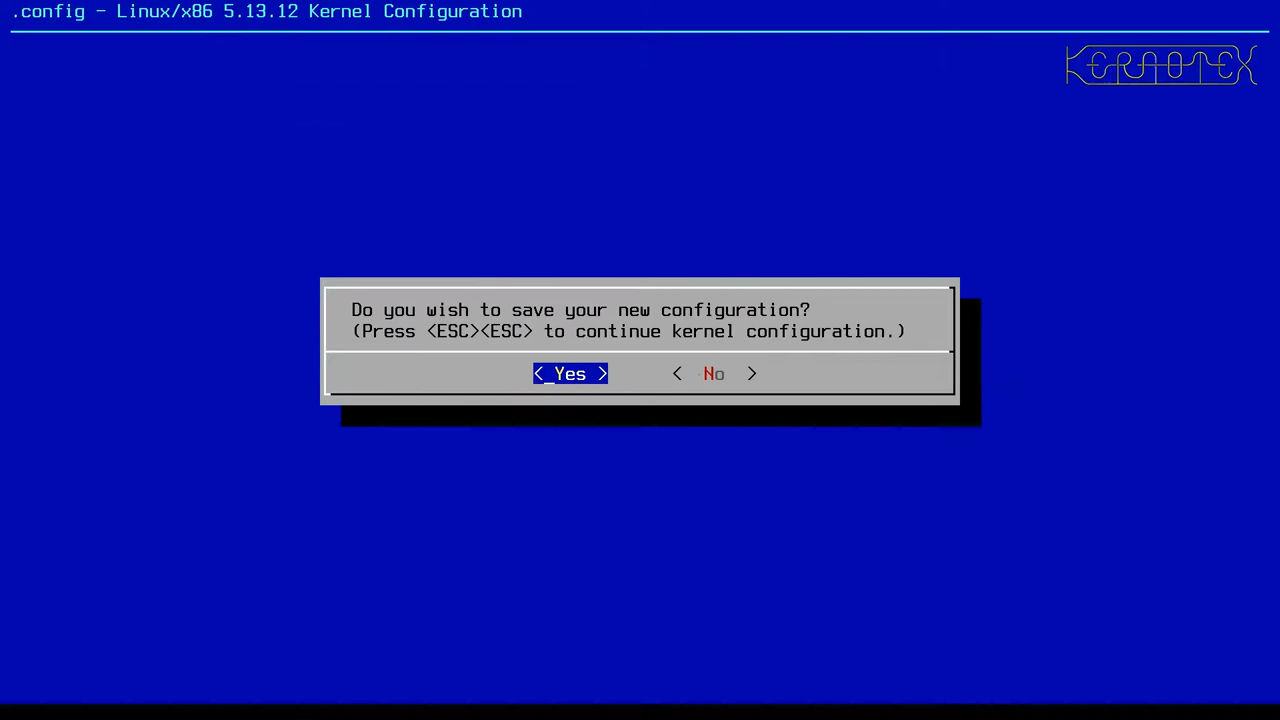 .config - Linux/x86 5.13.12 Kernel Configuration
KERNOTEX
Do you wish to save your new configuration?
(Press <ESC><ESC> to continue kernel configuration.)
< Yes > < No >